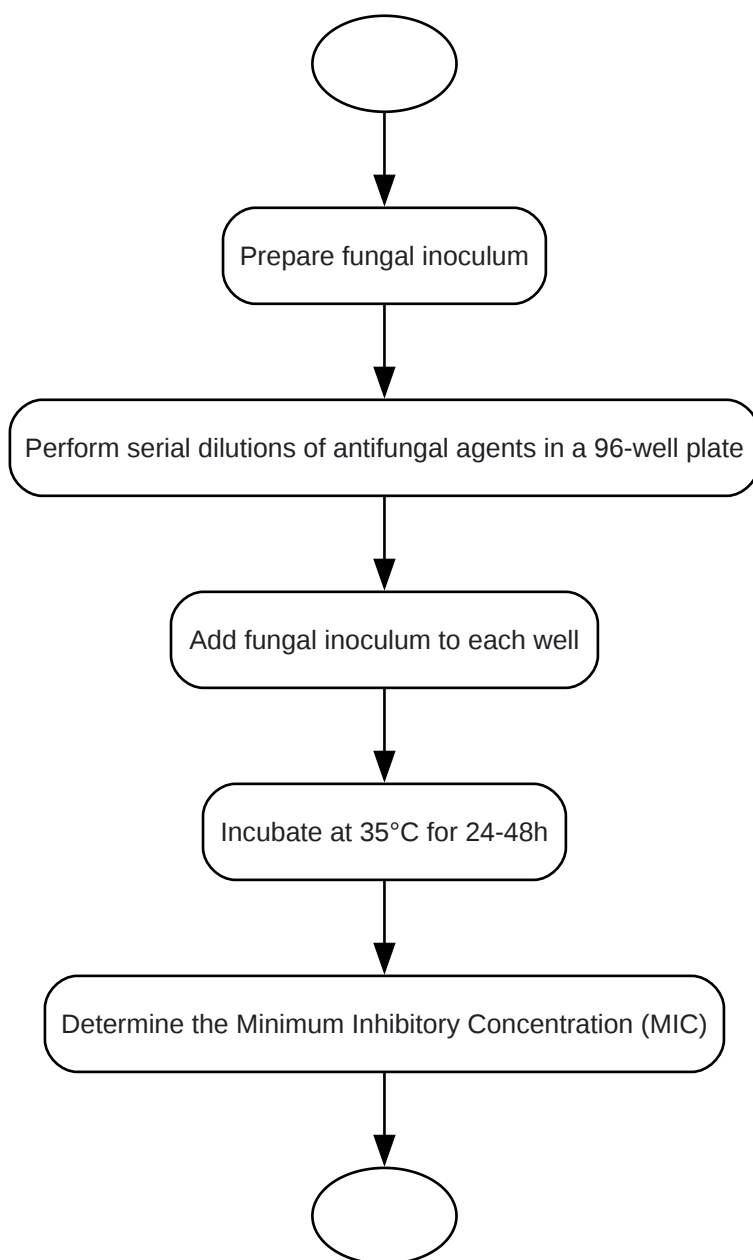 Prepare fungal inoculum
Perform serial dilutions of antifungal agents in a 96-well plate
Add fungal inoculum to each well
Incubate at 35°C for 24-48h
Determine the Minimum Inhibitory Concentration (MIC)